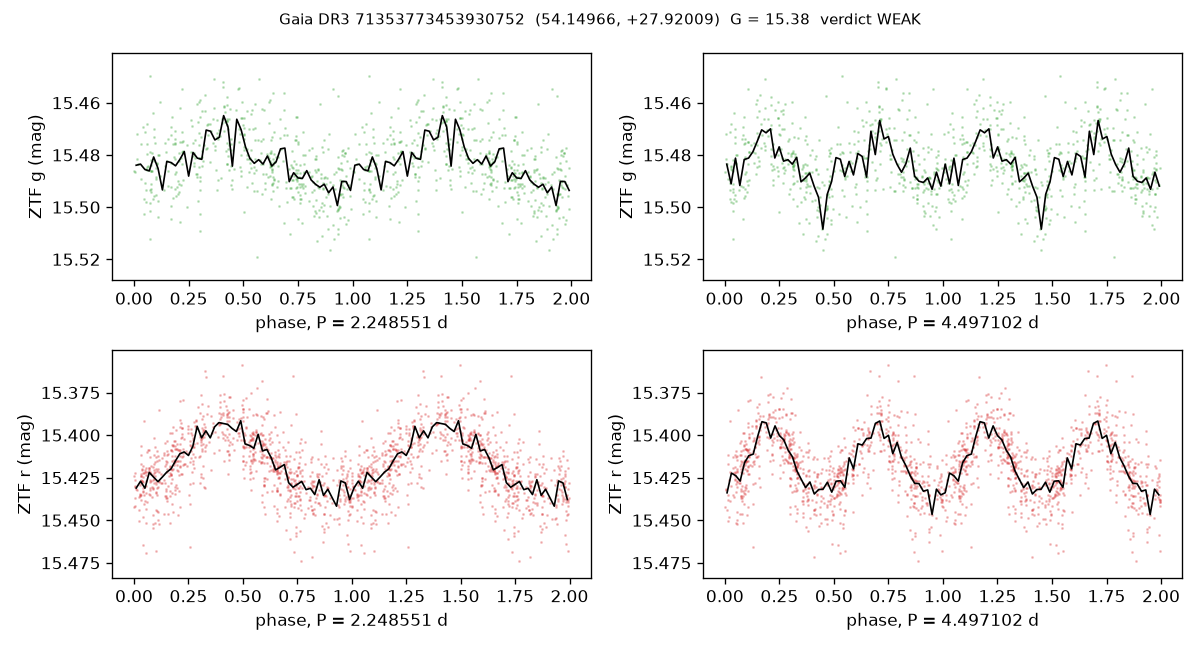 Gaia DR3 71353773453930752 (54.14966, +27.92009) G = 15.38 verdict WEAK
ZTF g (mag)
15.46
15.48
15.50
15.52
0.00 0.25 0.50 0.75 1.00 1.25 1.50 1.75 2.00
phase, P = 2.248551 d
ZTF g (mag)
15.46
15.48
15.50
15.52
0.00 0.25 0.50 0.75 1.00 1.25 1.50 1.75 2.00
phase, P = 4.497102 d
ZTF r (mag)
15.375
15.400
15.425
15.450
15.475
0.00 0.25 0.50 0.75 1.00 1.25 1.50 1.75 2.00
phase, P = 2.248551 d
ZTF r (mag)
15.375
15.400
15.425
15.450
15.475
0.00 0.25 0.50 0.75 1.00 1.25 1.50 1.75 2.00
phase, P = 4.497102 d